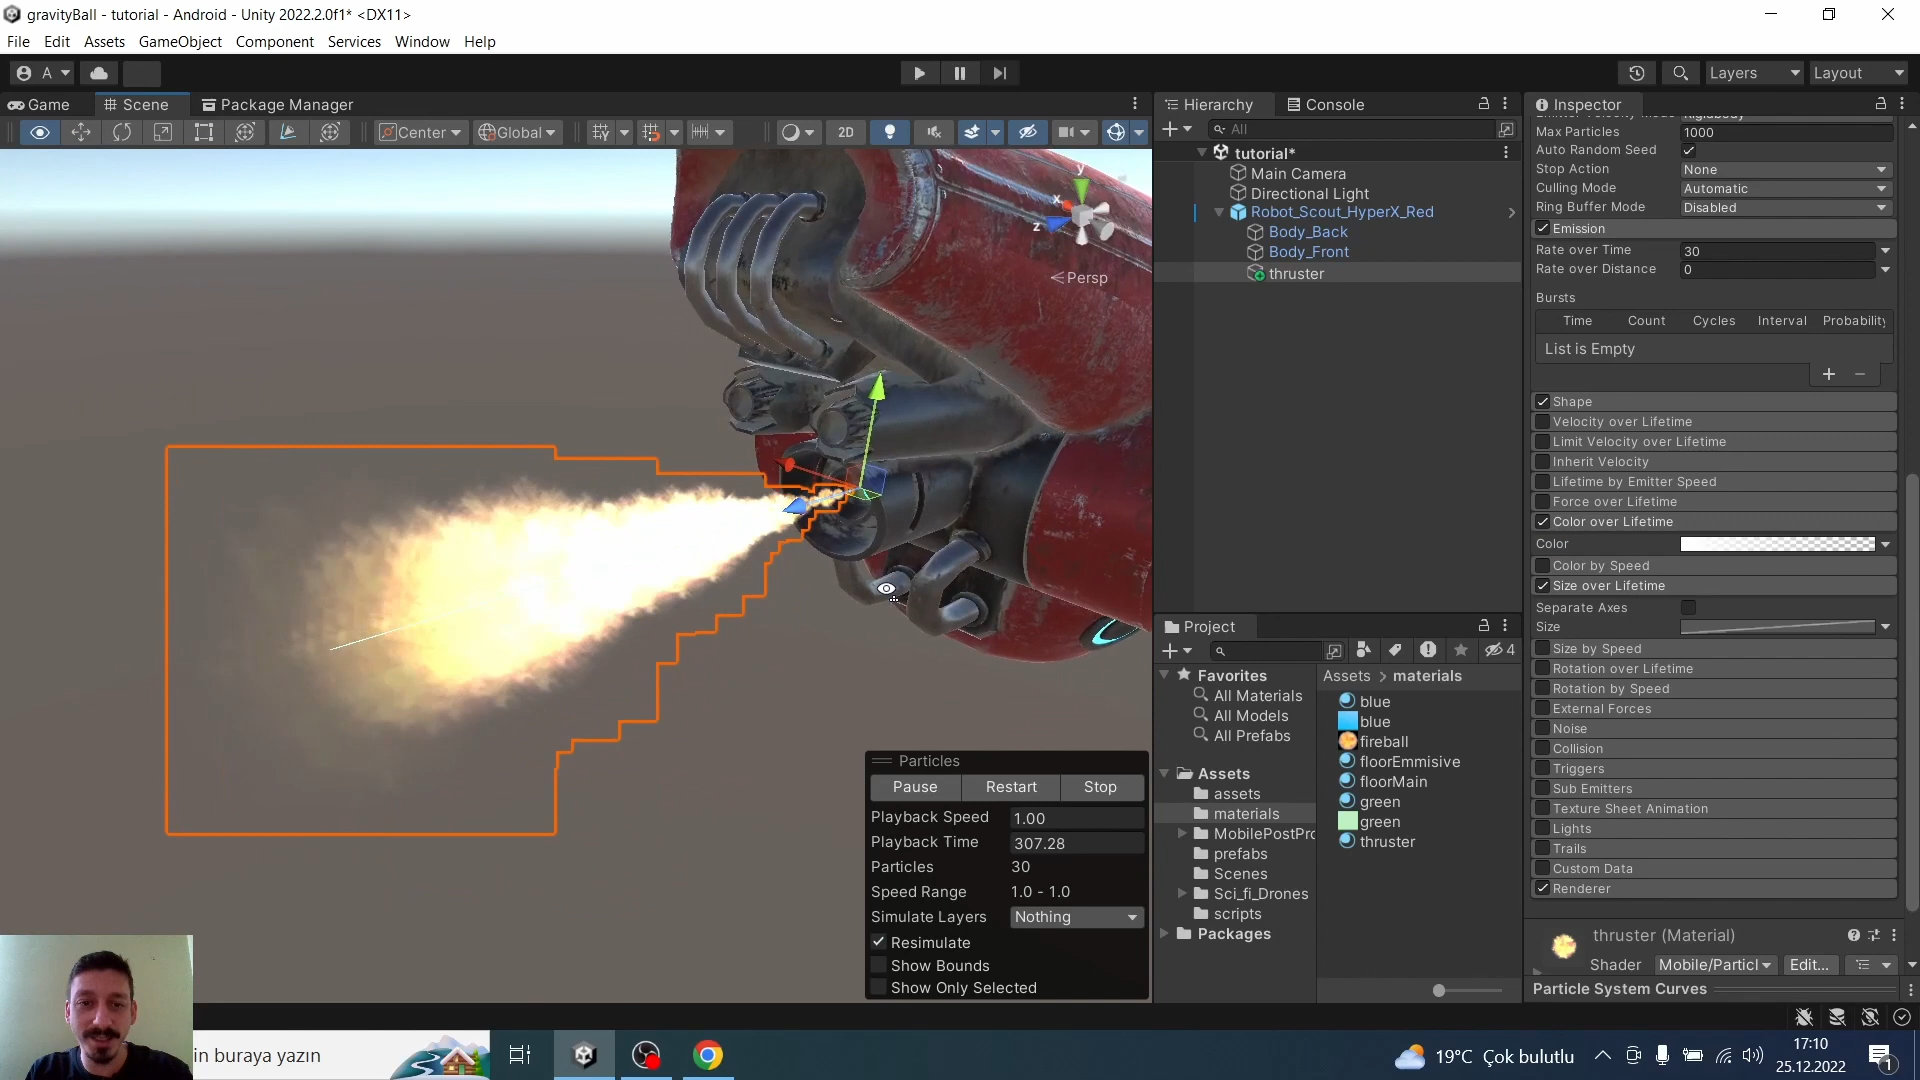 gravityBall - tutorial - Android - Unity 2022.2.0f1* <DX11>
File Edit Assets GameObject Component Services Window Help
A
Layers Layout
Game Scene Package Manager
Center Global 2D
y
x
z
Persp
Hierarchy Console
All
tutorial*
Main Camera
Directional Light
Robot_Scout_HyperX_Red
Body_Back
Body_Front
thruster
Inspector
Max Particles 1000
Auto Random Seed
Stop Action None
Culling Mode Automatic
Ring Buffer Mode Disabled
Emission
Rate over Time 30
Rate over Distance 0
Bursts
Time Count Cycles Interval Probability
List is Empty
Shape
Velocity over Lifetime
Limit Velocity over Lifetime
Inherit Velocity
Lifetime by Emitter Speed
Force over Lifetime
Color over Lifetime
Color
Color by Speed
Size over Lifetime
Separate Axes
Size
Size by Speed
Rotation over Lifetime
Rotation by Speed
External Forces
Noise
Collision
Triggers
Sub Emitters
Texture Sheet Animation
Lights
Trails
Custom Data
Renderer
thruster (Material)
Shader Mobile/Particl Edit...
Particle System Curves
Particles
Pause Restart Stop
Playback Speed 1.00
Playback Time 307.28
Particles 30
Speed Range 1.0 - 1.0
Simulate Layers Nothing
Resimulate
Show Bounds
Show Only Selected
Project
4
Favorites
All Materials
All Models
All Prefabs
Assets
assets
materials
MobilePostPro
prefabs
Scenes
Sci_fi_Drones
scripts
Packages
Assets > materials
blue
blue
fireball
floorEmmisive
floorMain
green
green
thruster
in buraya yazın
19°C Çok bulutlu
17:10
25.12.2022
1